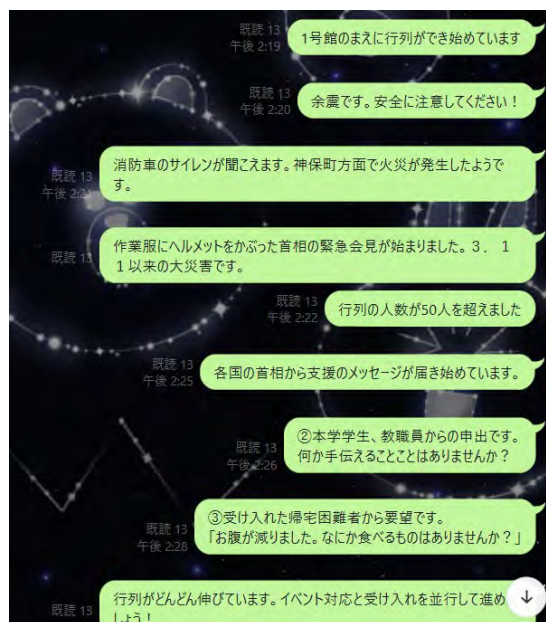 既読 13
午後 2:19
1号館のまえに行列ができ始めています
既読 13
午後 2:20
余震です。安全に注意してください！
消防車のサイレンが聞こえます。神保町方面で火災が発生したようで
す。
既読 13
午後 2:21
作業服にヘルメットをかぶった首相の緊急会見が始まりました。３．１
１以来の大災害です。
既読 13
既読 13
午後 2:22
行列の人数が50人を超えました
既読 13
午後 2:25
各国の首相から支援のメッセージが届き始めています。
②本学学生、教職員からの申出です。
何か手伝えることことはありませんか？
既読 13
午後 2:26
③受け入れた帰宅困難者から要望です。
「お腹が減りました。なにか食べるものはありませんか？」
既読 13
午後 2:28
行列がどんどん伸びています。イベント対応と受け入れを並行して進め
しょう！
既読 13